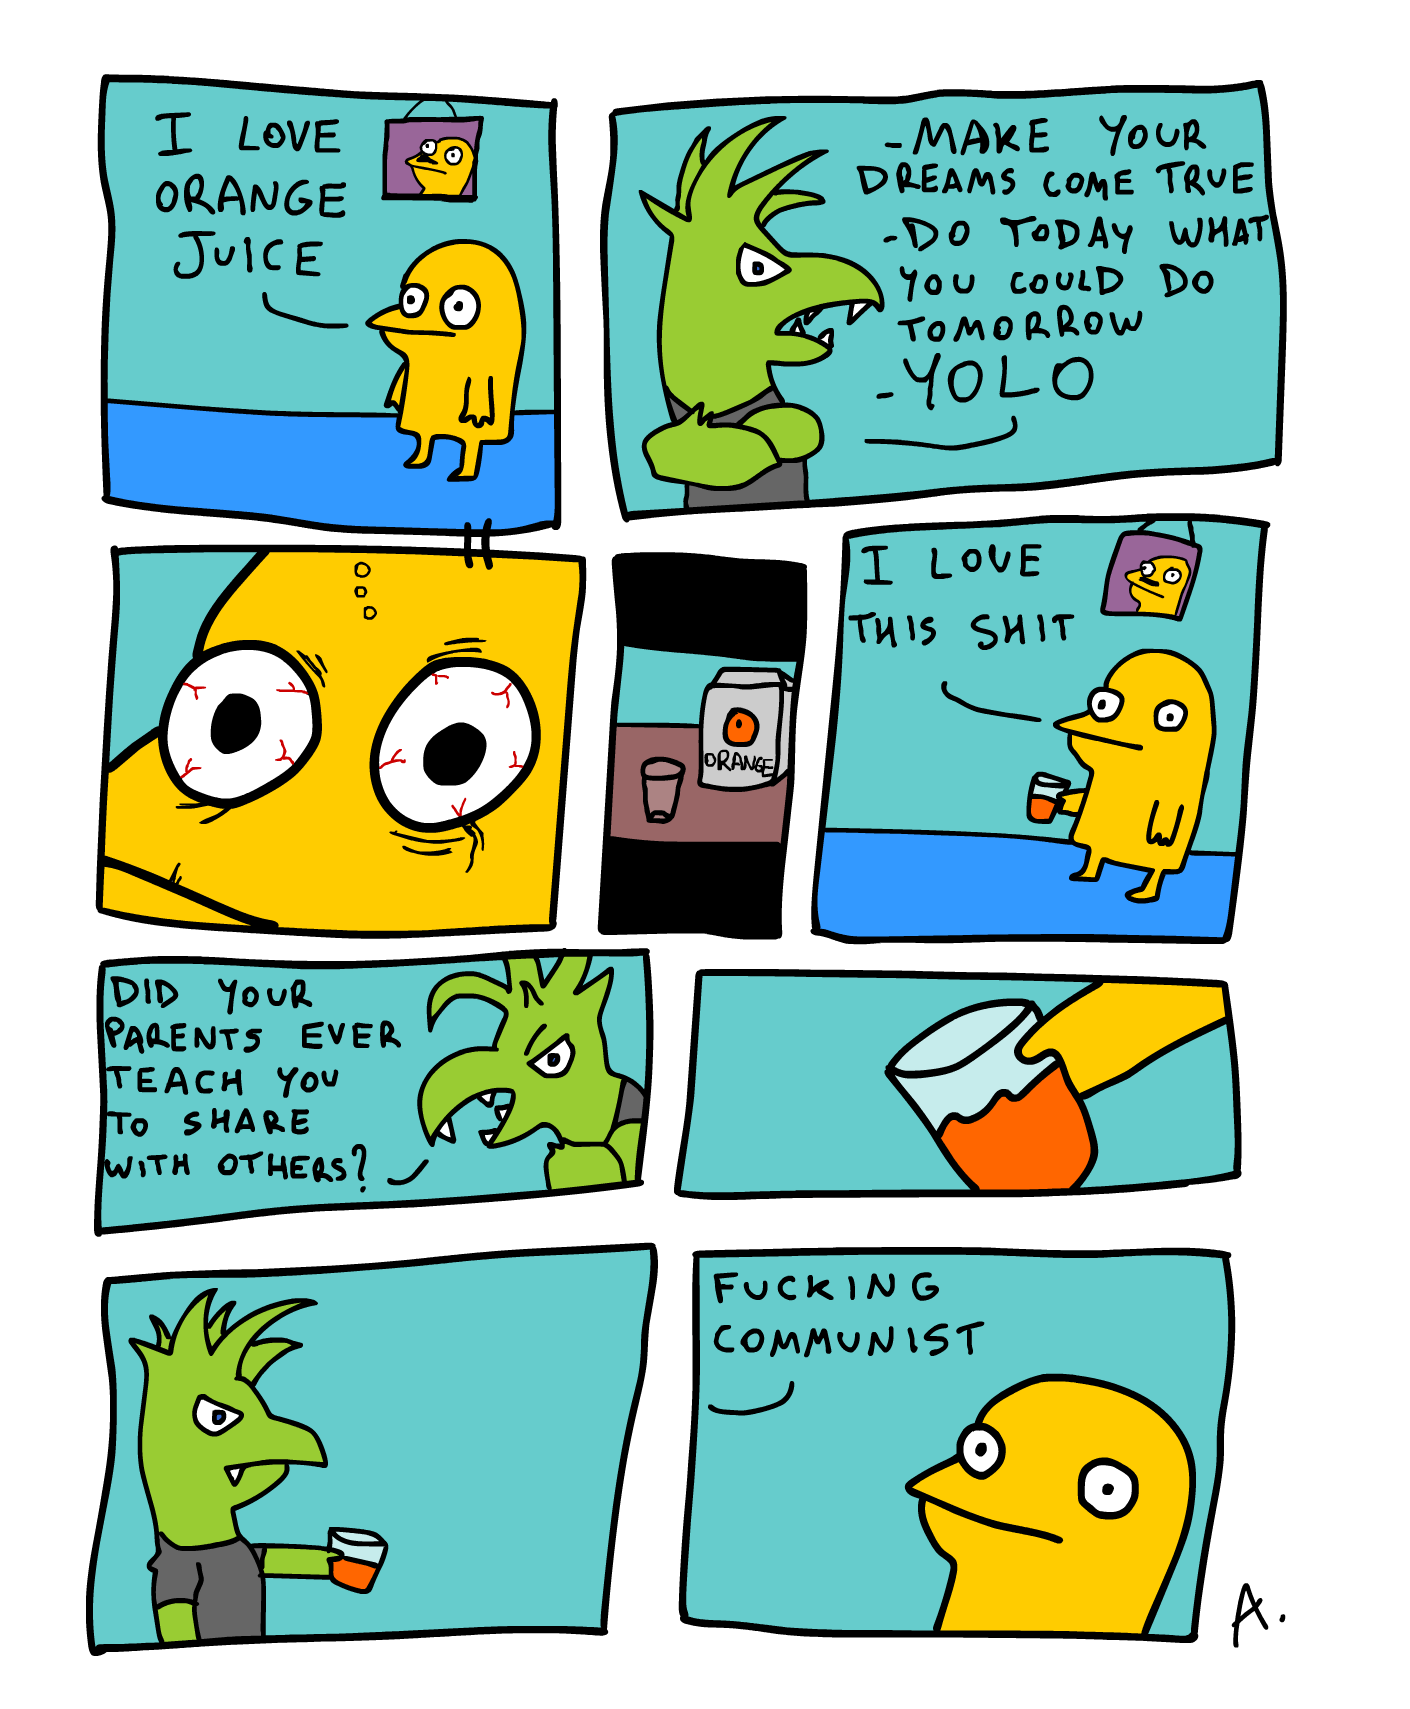 I LOVE
ORANGE
JUICE
-MAKE YOUR
DREAMS COME TRUE
-DO TODAY WHAT
YOU COULD DO
TOMORROW
-YOLO
ORANGE
I LOVE
THIS SHIT
DID YOUR
PARENTS EVER
TEACH YOU
TO SHARE
WITH OTHERS?
FUCKING
COMMUNIST
A.